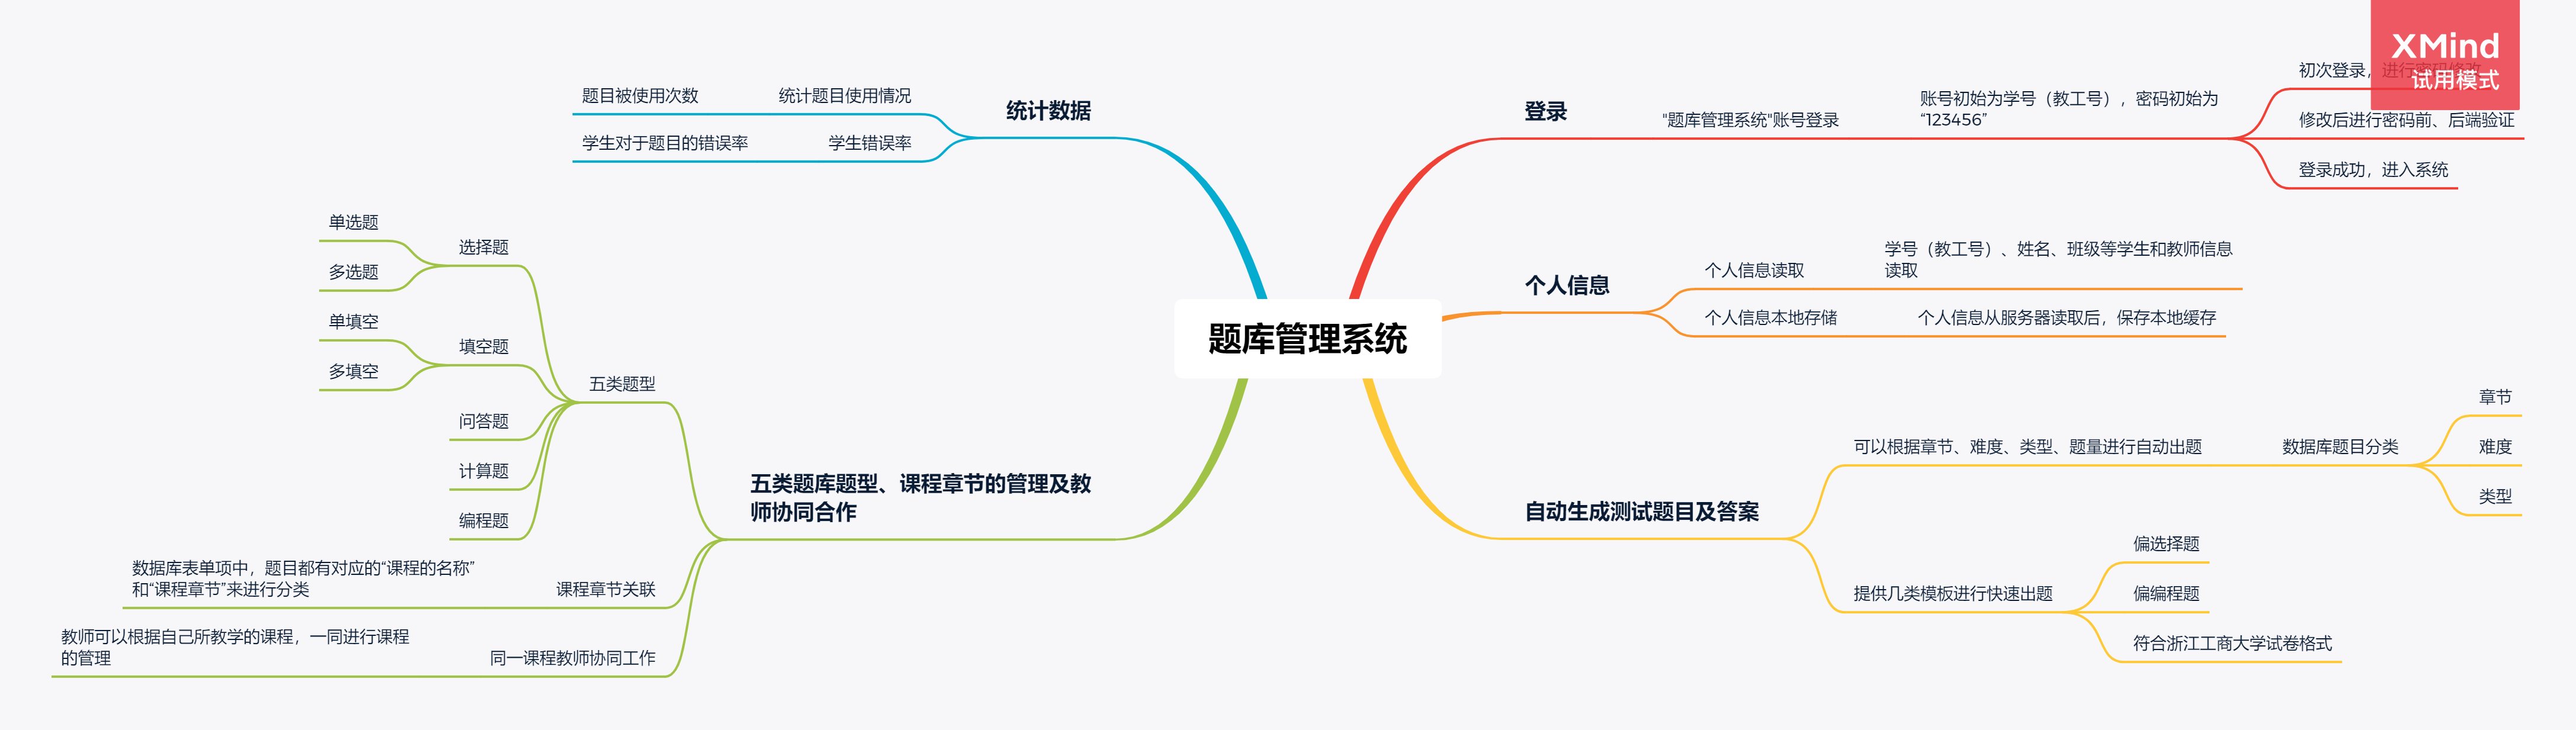 题库管理系统
登录
"题库管理系统"账号登录
账号初始为学号（教工号），密码初始为
“123456”
初次登录，进行密码修改
修改后进行密码前、后端验证
登录成功，进入系统
个人信息
个人信息读取
学号（教工号）、姓名、班级等学生和教师信息
读取
个人信息本地存储
个人信息从服务器读取后，保存本地缓存
自动生成测试题目及答案
可以根据章节、难度、类型、题量进行自动出题
数据库题目分类
章节
难度
类型
提供几类模板进行快速出题
偏选择题
偏编程题
符合浙江工商大学试卷格式
统计数据
统计题目使用情况
题目被使用次数
学生错误率
学生对于题目的错误率
五类题库题型、课程章节的管理及教
师协同合作
五类题型
选择题
单选题
多选题
填空题
单填空
多填空
问答题
计算题
编程题
课程章节关联
数据库表单项中，题目都有对应的“课程的名称”
和“课程章节”来进行分类
同一课程教师协同工作
教师可以根据自己所教学的课程，一同进行课程
的管理
XMind
试用模式